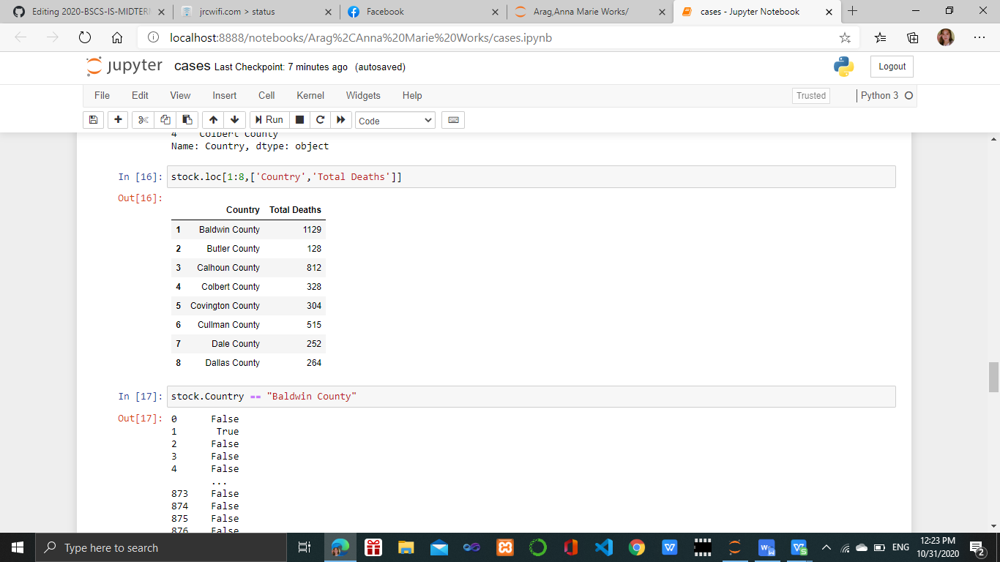 Editing 2020-BSCS-IS-MIDTER
jrcwifi.com > status
Facebook
Arag,Anna Marie Works/
cases - Jupyter Notebook
localhost:8888/notebooks/Arag%2CAnna%20Marie%20Works/cases.ipynb
jupyter cases Last Checkpoint: 7 minutes ago (autosaved)
Logout
File Edit View Insert Cell Kernel Widgets Help
Trusted
Python 3
Run
Code
4 Colbert County
Name: Country, dtype: object
In [16]: stock.loc[1:8,['Country','Total Deaths']]
Out[16]:
Country Total Deaths
1 Baldwin County 1129
2 Butler County 128
3 Calhoun County 812
4 Colbert County 328
5 Covington County 304
6 Cullman County 515
7 Dale County 252
8 Dallas County 264
In [17]: stock.Country == "Baldwin County"
Out[17]: 0 False
1 True
2 False
3 False
4 False
...
873 False
874 False
875 False
876 False
Type here to search
ENG
12:23 PM
10/31/2020
2